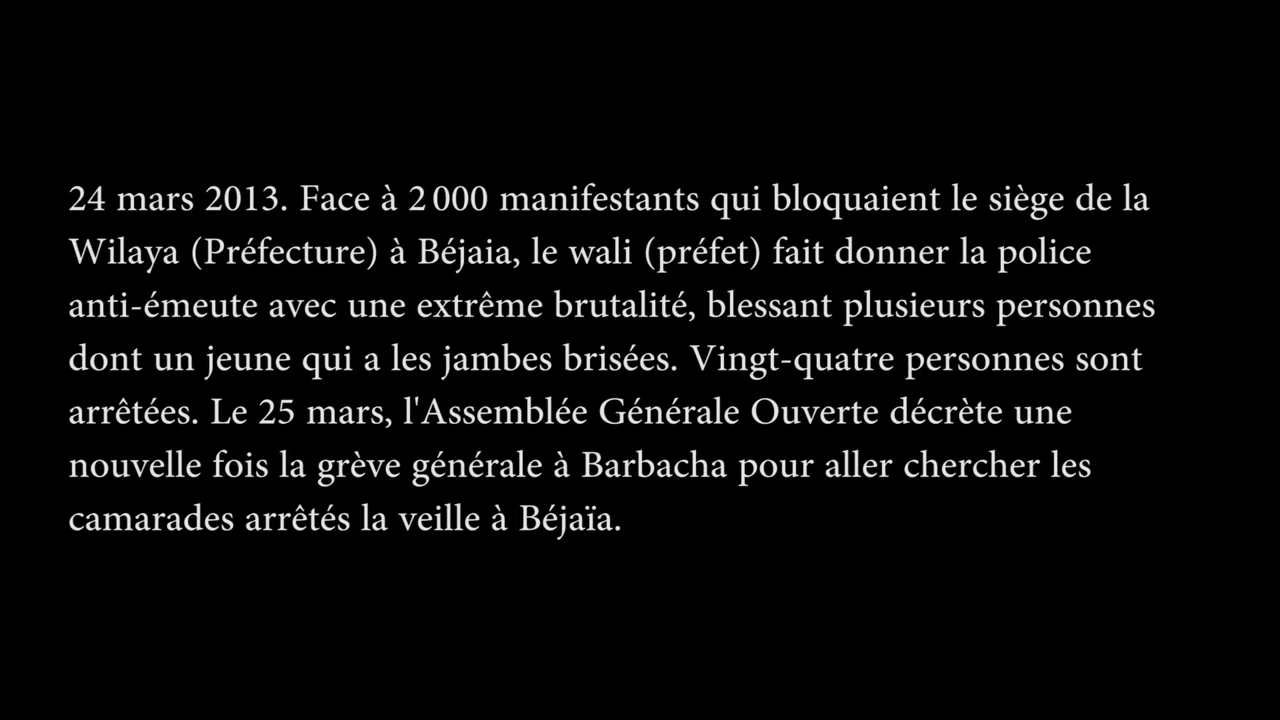 24 mars 2013. Face à 2 000 manifestants qui bloquaient le siège de la
Wilaya (Préfecture) à Béjaia, le wali (préfet) fait donner la police
anti-émeute avec une extrême brutalité, blessant plusieurs personnes
dont un jeune qui a les jambes brisées. Vingt-quatre personnes sont
arrêtées. Le 25 mars, l'Assemblée Générale Ouverte décrète une
nouvelle fois la grève générale à Barbacha pour aller chercher les
camarades arrêtés la veille à Béjaïa.